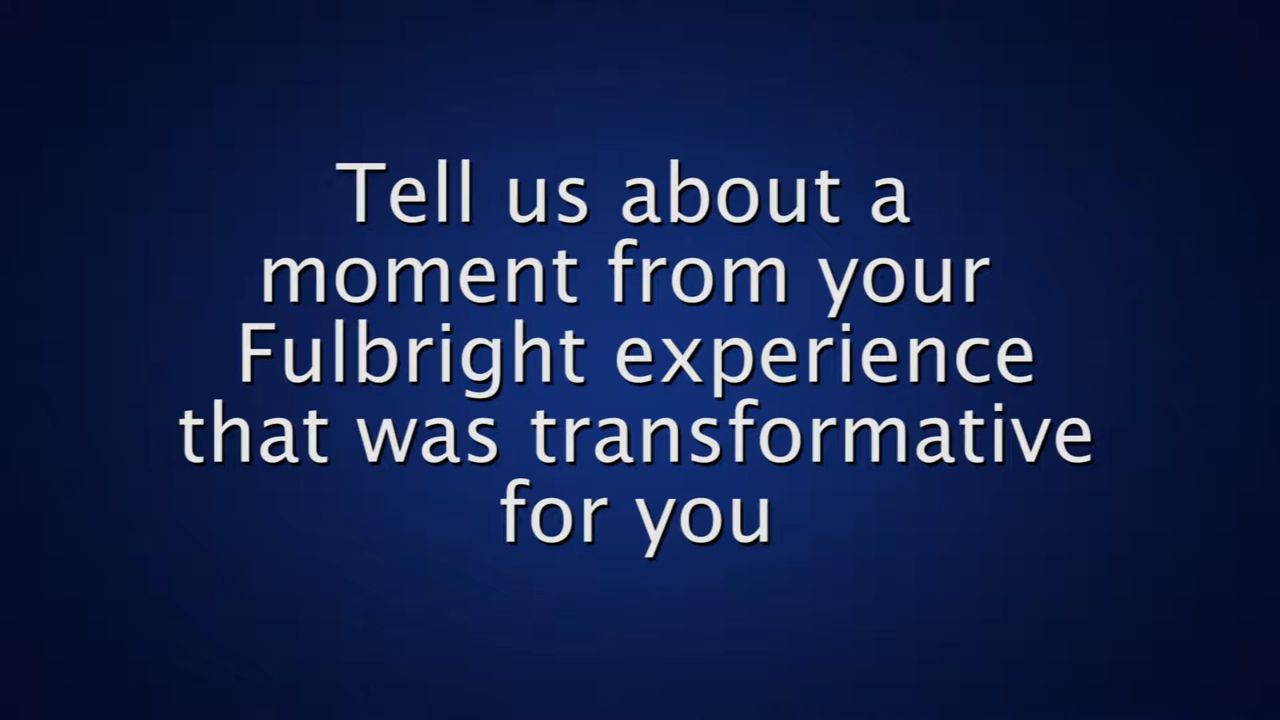 Tell us about a
moment from your
Fulbright experience
that was transformative
for you